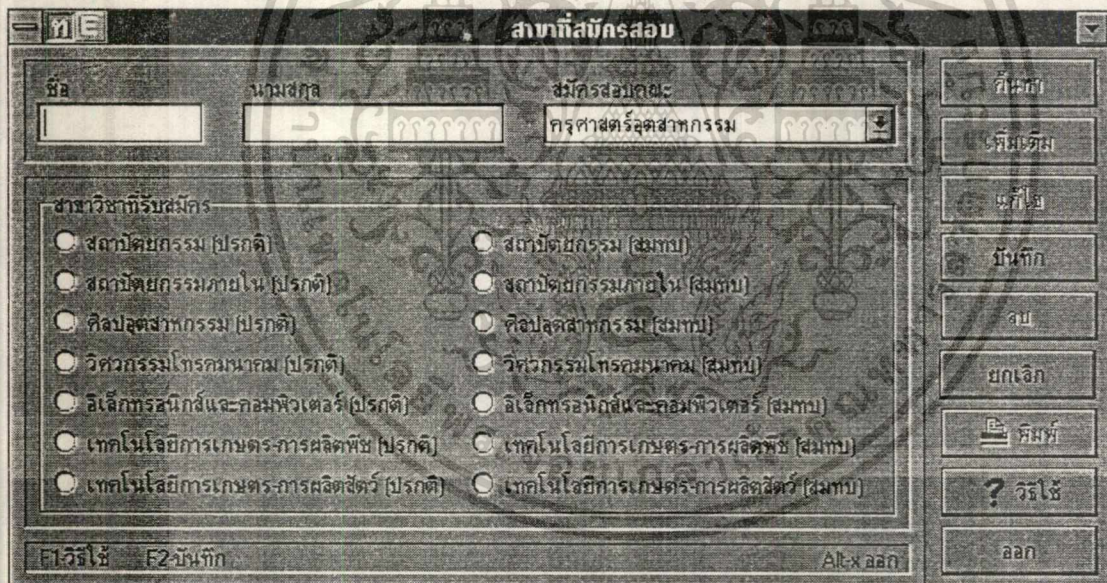 ท E สาขาที่สมัครสอบ
ชื่อ นามสกุล สมัครสอบคณะ
ครุศาสตร์อุตสาหกรรม
สาขาวิชาที่รับสมัคร
สถาปัตยกรรม [ปรกติ] สถาปัตยกรรม [สมทบ]
สถาปัตยกรรมภายใน [ปรกติ] สถาปัตยกรรมภายใน [สมทบ]
ศิลปอุตสาหกรรม [ปรกติ] ศิลปอุตสาหกรรม [สมทบ]
วิศวกรรมโทรคมนาคม [ปรกติ] วิศวกรรมโทรคมนาคม [สมทบ]
อิเล็กทรอนิกส์และคอมพิวเตอร์ [ปรกติ] อิเล็กทรอนิกส์และคอมพิวเตอร์ [สมทบ]
เทคโนโลยีการเกษตร-การผลิตพืช [ปรกติ] เทคโนโลยีการเกษตร-การผลิตพืช [สมทบ]
เทคโนโลยีการเกษตร-การผลิตสัตว์ [ปรกติ] เทคโนโลยีการเกษตร-การผลิตสัตว์ [สมทบ]
F1-วิธีใช้ F2-บันทึก Alt-x ออก
ค้นหา
เพิ่มเติม
แก้ไข
บันทึก
ลบ
ยกเลิก
พิมพ์
? วิธีใช้
ออก